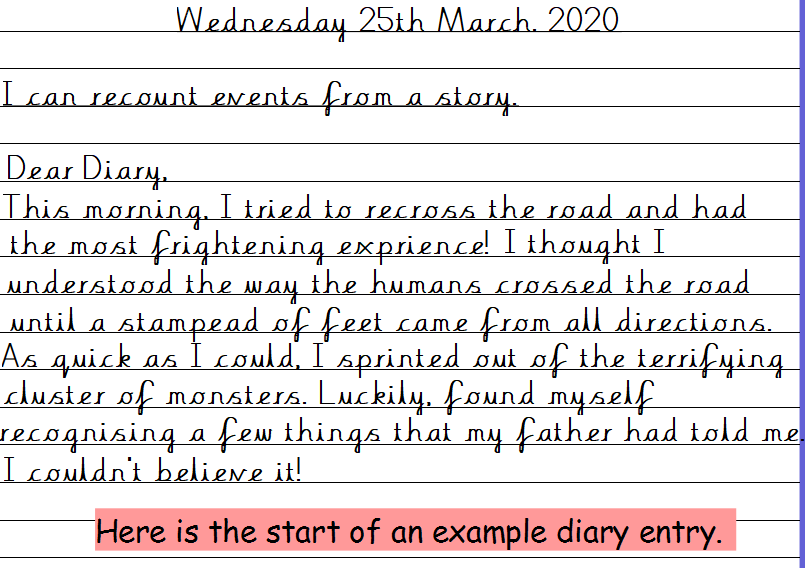 Wednesday 25th March. 2020
I can recount events from a story.
Dear Diary,
This morning, I tried to recross the road and had
the most frightening exprience! I thought I
understood the way the humans crossed the road
until a stampead of feet came from all directions.
As quick as I could, I sprinted out of the terrifying
cluster of monsters. Luckily, found myself
recognising a few things that my father had told me.
I couldn't believe it!
Here is the start of an example diary entry.